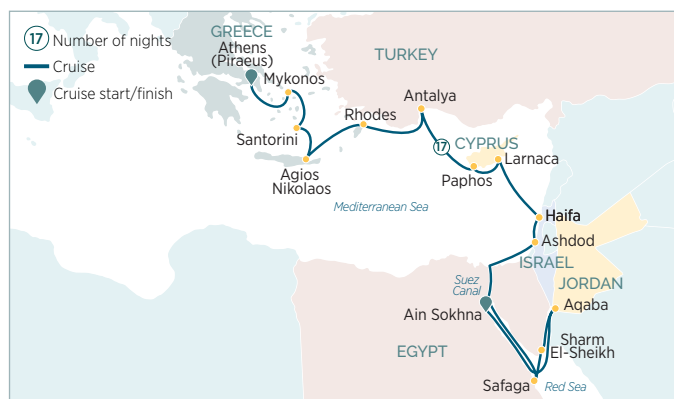 17 Number of nights
Cruise
Cruise start/finish
GREECE
Athens
(Piraeus)
Mykonos
TURKEY
Antalya
Rhodes
Santorini
Agios
Nikolaos
17
CYPRUS
Larnaca
Paphos
Mediterranean Sea
Haifa
Ashdod
ISRAEL
Suez
Canal
JORDAN
Ain Sokhna
Aqaba
Sharm
El-Sheikh
EGYPT
Safaga
Red Sea